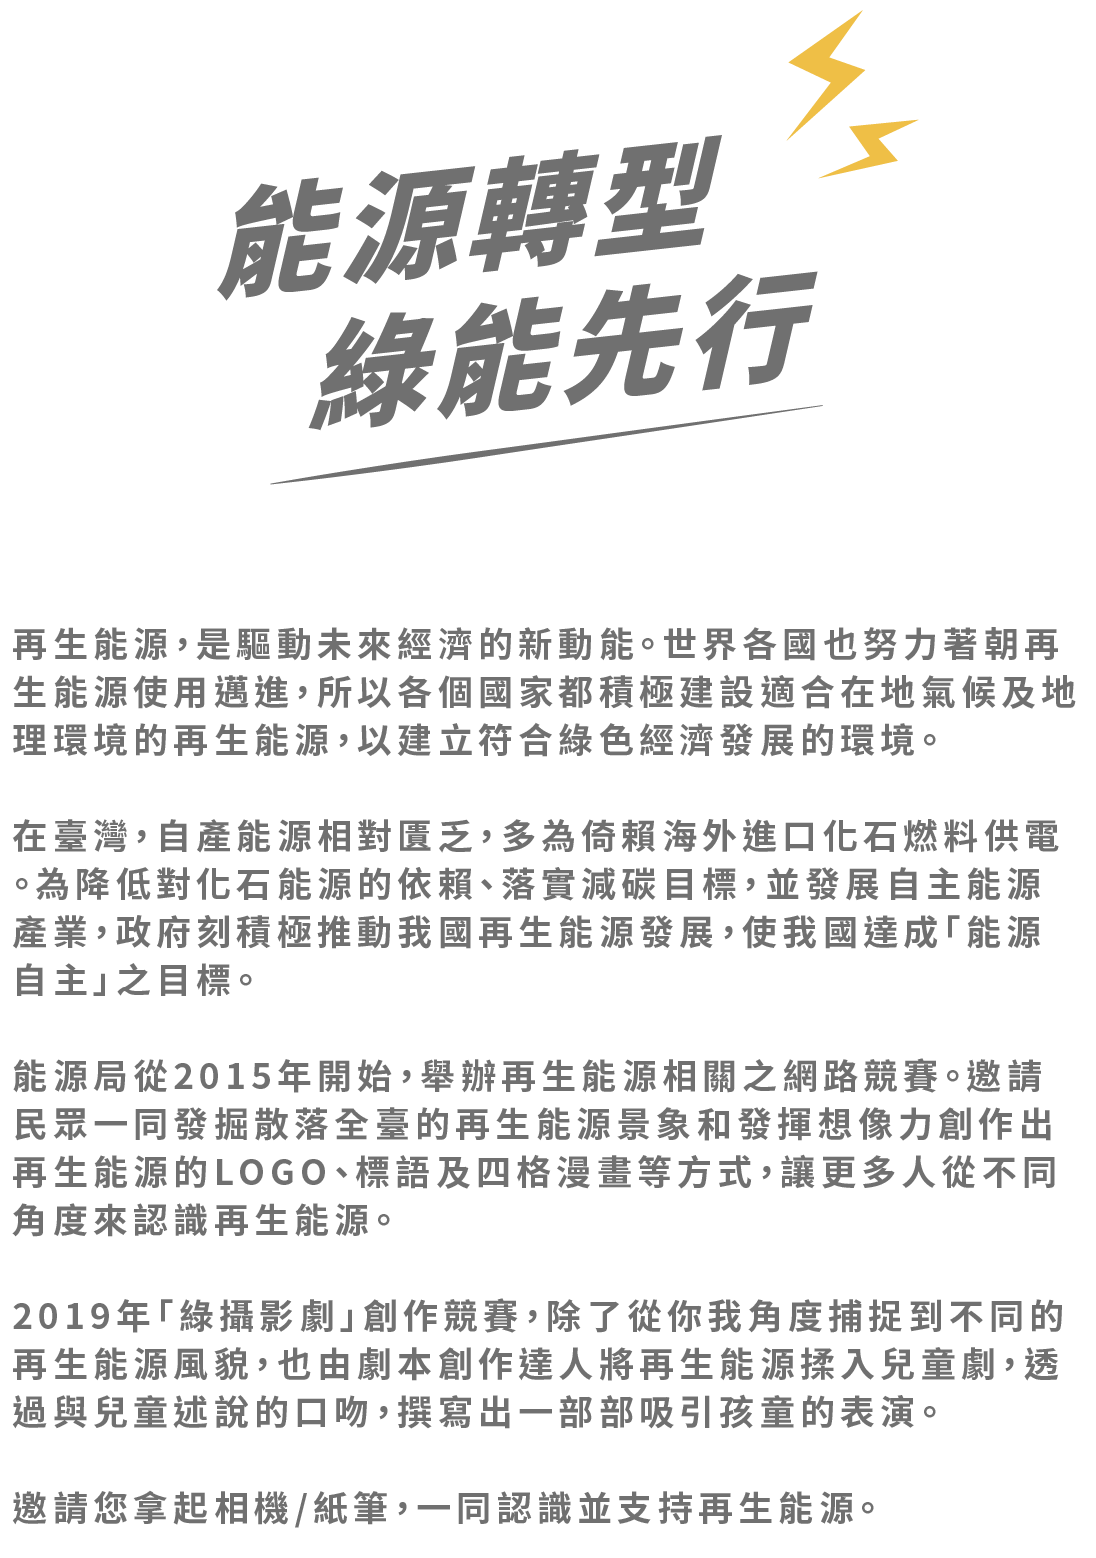 能源轉型
綠能先行
再生能源，是驅動未來經濟的新動能。世界各國也努力著朝再
生能源使用邁進，所以各個國家都積極建設適合在地氣候及地
理環境的再生能源，以建立符合綠色經濟發展的環境。
在臺灣，自產能源相對匱乏，多為倚賴海外進口化石燃料供電
。為降低對化石能源的依賴、落實減碳目標，並發展自主能源
產業，政府刻積極推動我國再生能源發展，使我國達成「能源
自主」之目標。
能源局從2015年開始，舉辦再生能源相關之網路競賽。邀請
民眾一同發掘散落全臺的再生能源景象和發揮想像力創作出
再生能源的LOGO、標語及四格漫畫等方式，讓更多人從不同
角度來認識再生能源。
2019年「綠攝影劇」創作競賽，除了從你我角度捕捉到不同的
再生能源風貌，也由劇本創作達人將再生能源揉入兒童劇，透
過與兒童述說的口吻，撰寫出一部部吸引孩童的表演。
邀請您拿起相機/紙筆，一同認識並支持再生能源。